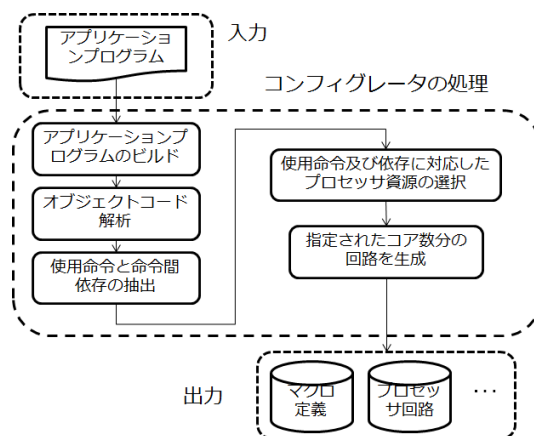 アプリケーショ
ンプログラム
入力
コンフィグレータの処理
アプリケーションプ
ログラムのビルド
オブジェクトコード
解析
使用命令と命令間
依存の抽出
使用命令及び依存に対応した
プロセッサ資源の選択
指定されたコア数分の
回路を生成
出力
マクロ
定義
プロセッ
サ回路
…